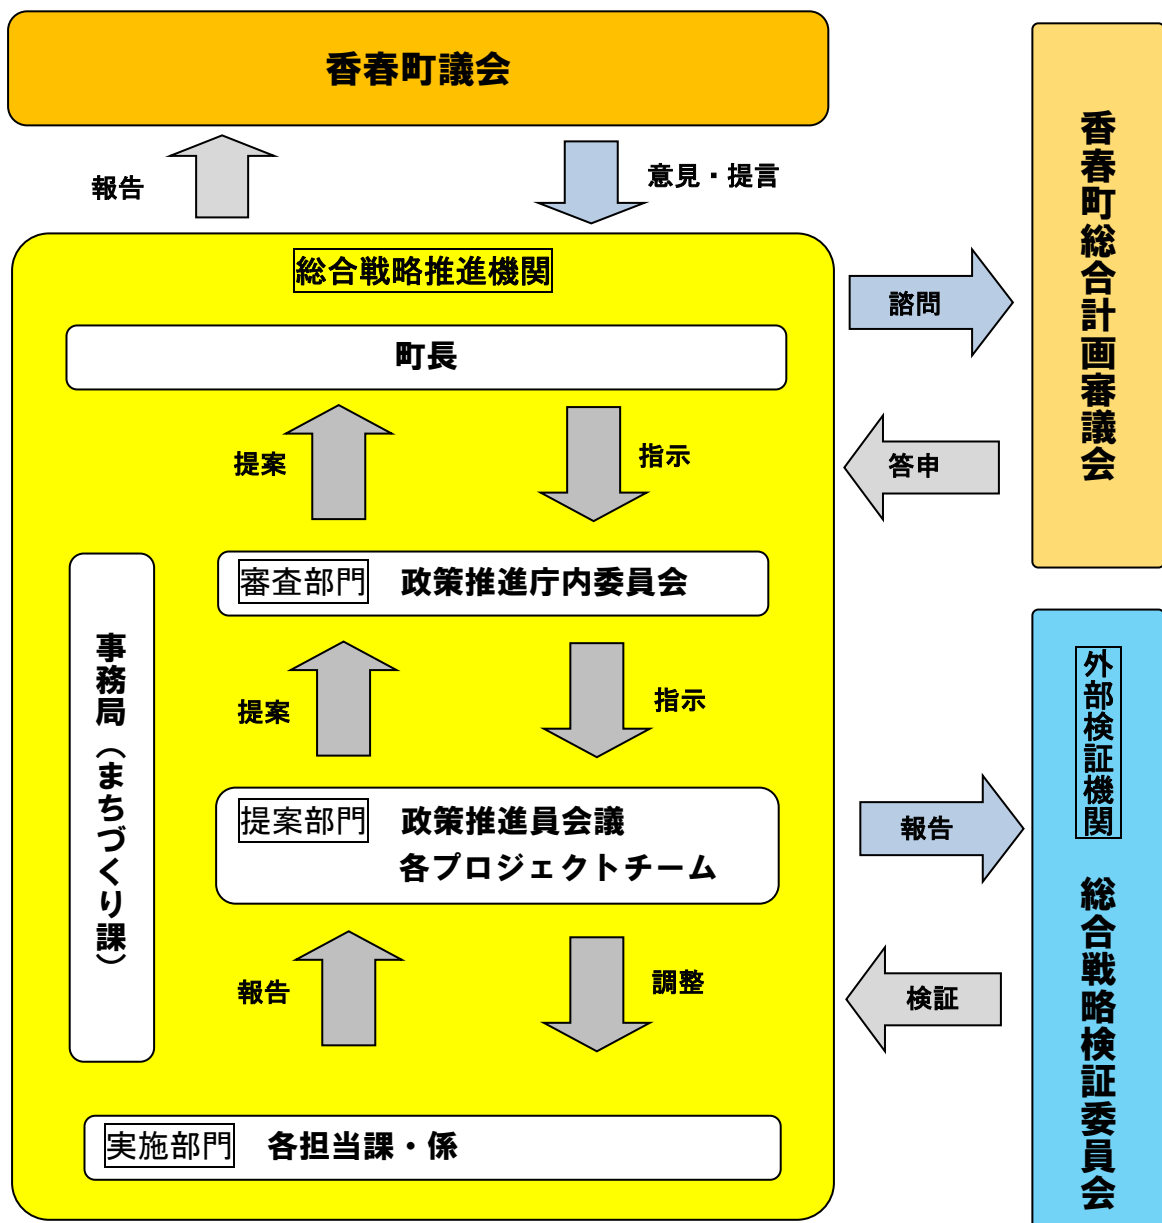 香春町議会
報告
意見・提言
総合戦略推進機関
町長
提案
指示
審査部門 政策推進庁内委員会
提案
指示
提案部門 政策推進員会議
各プロジェクトチーム
報告
調整
実施部門 各担当課・係
事務局（まちづくり課）
諮問
答申
香春町総合計画審議会
報告
検証
外部検証機関 総合戦略検証委員会